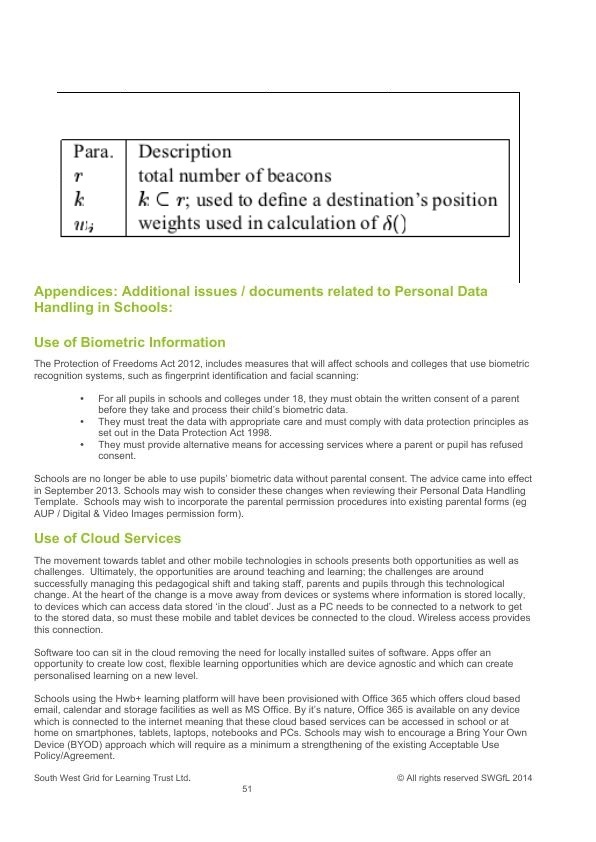 Para. Description
r total number of beacons
k k ⊂ r; used to define a destination's position
w_i weights used in calculation of δ()
Appendices: Additional issues / documents related to Personal Data
Handling in Schools:
Use of Biometric Information
The Protection of Freedoms Act 2012, includes measures that will affect schools and colleges that use biometric
recognition systems, such as fingerprint identification and facial scanning:
• For all pupils in schools and colleges under 18, they must obtain the written consent of a parent
before they take and process their child's biometric data.
• They must treat the data with appropriate care and must comply with data protection principles as
set out in the Data Protection Act 1998.
• They must provide alternative means for accessing services where a parent or pupil has refused
consent.
Schools are no longer be able to use pupils' biometric data without parental consent. The advice came into effect
in September 2013. Schools may wish to consider these changes when reviewing their Personal Data Handling
Template. Schools may wish to incorporate the parental permission procedures into existing parental forms (eg
AUP / Digital & Video Images permission form).
Use of Cloud Services
The movement towards tablet and other mobile technologies in schools presents both opportunities as well as
challenges. Ultimately, the opportunities are around teaching and learning; the challenges are around
successfully managing this pedagogical shift and taking staff, parents and pupils through this technological
change. At the heart of the change is a move away from devices or systems where information is stored locally,
to devices which can access data stored 'in the cloud'. Just as a PC needs to be connected to a network to get
to the stored data, so must these mobile and tablet devices be connected to the cloud. Wireless access provides
this connection.
Software too can sit in the cloud removing the need for locally installed suites of software. Apps offer an
opportunity to create low cost, flexible learning opportunities which are device agnostic and which can create
personalised learning on a new level.
Schools using the Hwb+ learning platform will have been provisioned with Office 365 which offers cloud based
email, calendar and storage facilities as well as MS Office. By it's nature, Office 365 is available on any device
which is connected to the internet meaning that these cloud based services can be accessed in school or at
home on smartphones, tablets, laptops, notebooks and PCs. Schools may wish to encourage a Bring Your Own
Device (BYOD) approach which will require as a minimum a strengthening of the existing Acceptable Use
Policy/Agreement.
South West Grid for Learning Trust Ltd. © All rights reserved SWGfL 2014
51